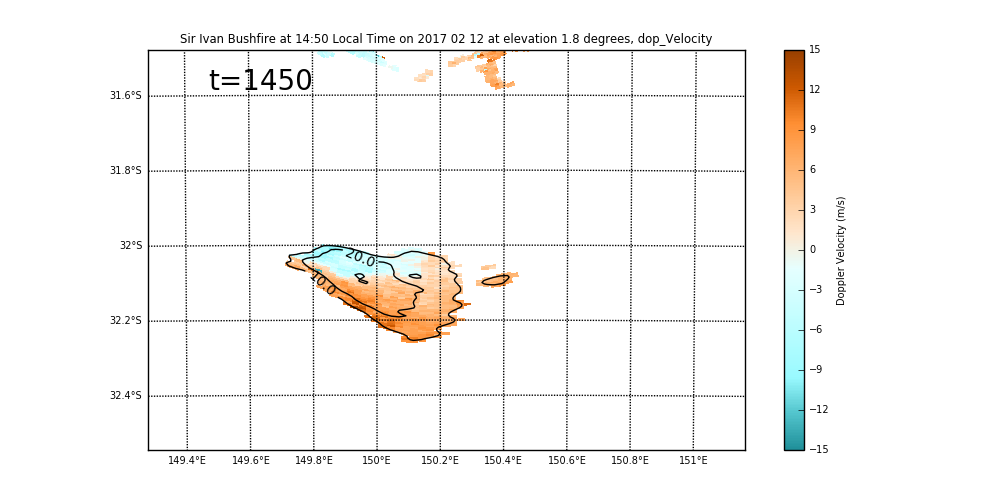 Sir Ivan Bushfire at 14:50 Local Time on 2017 02 12 at elevation 1.8 degrees, dop_Velocity
t=1450
31.6°S
31.8°S
32°S
32.2°S
32.4°S
20.0
10.0
149.4°E 149.6°E 149.8°E 150°E 150.2°E 150.4°E 150.6°E 150.8°E 151°E
15
12
9
6
3
0
−3
−6
−9
−12
−15
Doppler Velocity (m/s)